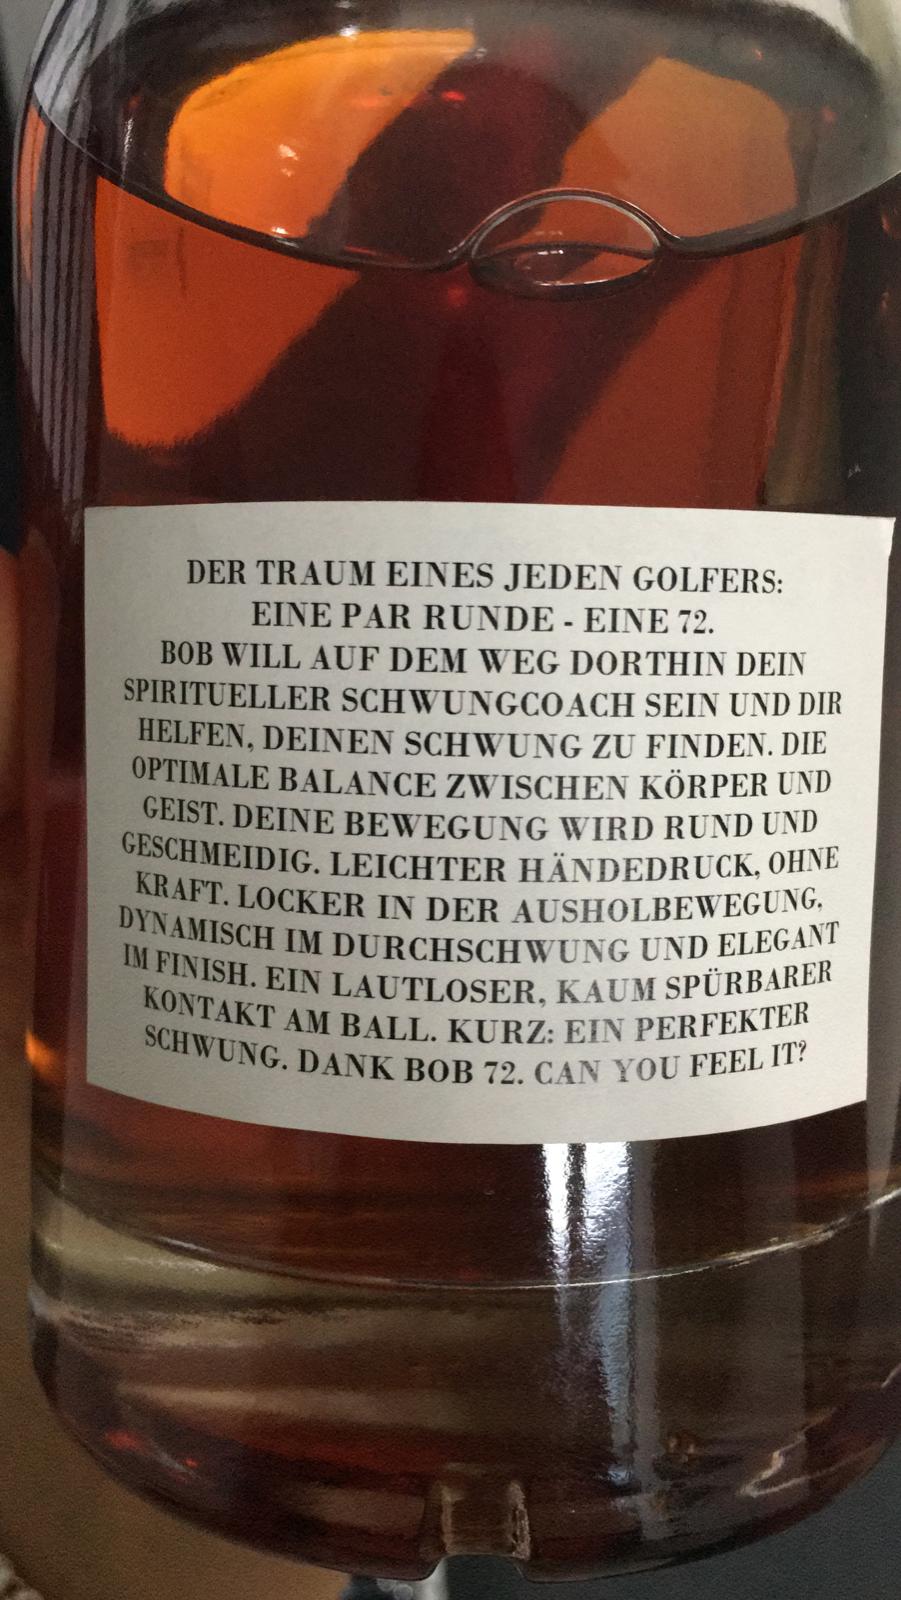 DER TRAUM EINES JEDEN GOLFERS:
EINE PAR RUNDE - EINE 72.
BOB WILL AUF DEM WEG DORTHIN DEIN
SPIRITUELLER SCHWUNGCOACH SEIN UND DIR
HELFEN, DEINEN SCHWUNG ZU FINDEN. DIE
OPTIMALE BALANCE ZWISCHEN KÖRPER UND
GEIST. DEINE BEWEGUNG WIRD RUND UND
GESCHMEIDIG. LEICHTER HÄNDEDRUCK, OHNE
KRAFT. LOCKER IN DER AUSHOLBEWEGUNG,
DYNAMISCH IM DURCHSCHWUNG UND ELEGANT
IM FINISH. EIN LAUTLOSER, KAUM SPÜRBARER
KONTAKT AM BALL. KURZ: EIN PERFEKTER
SCHWUNG. DANK BOB 72. CAN YOU FEEL IT?